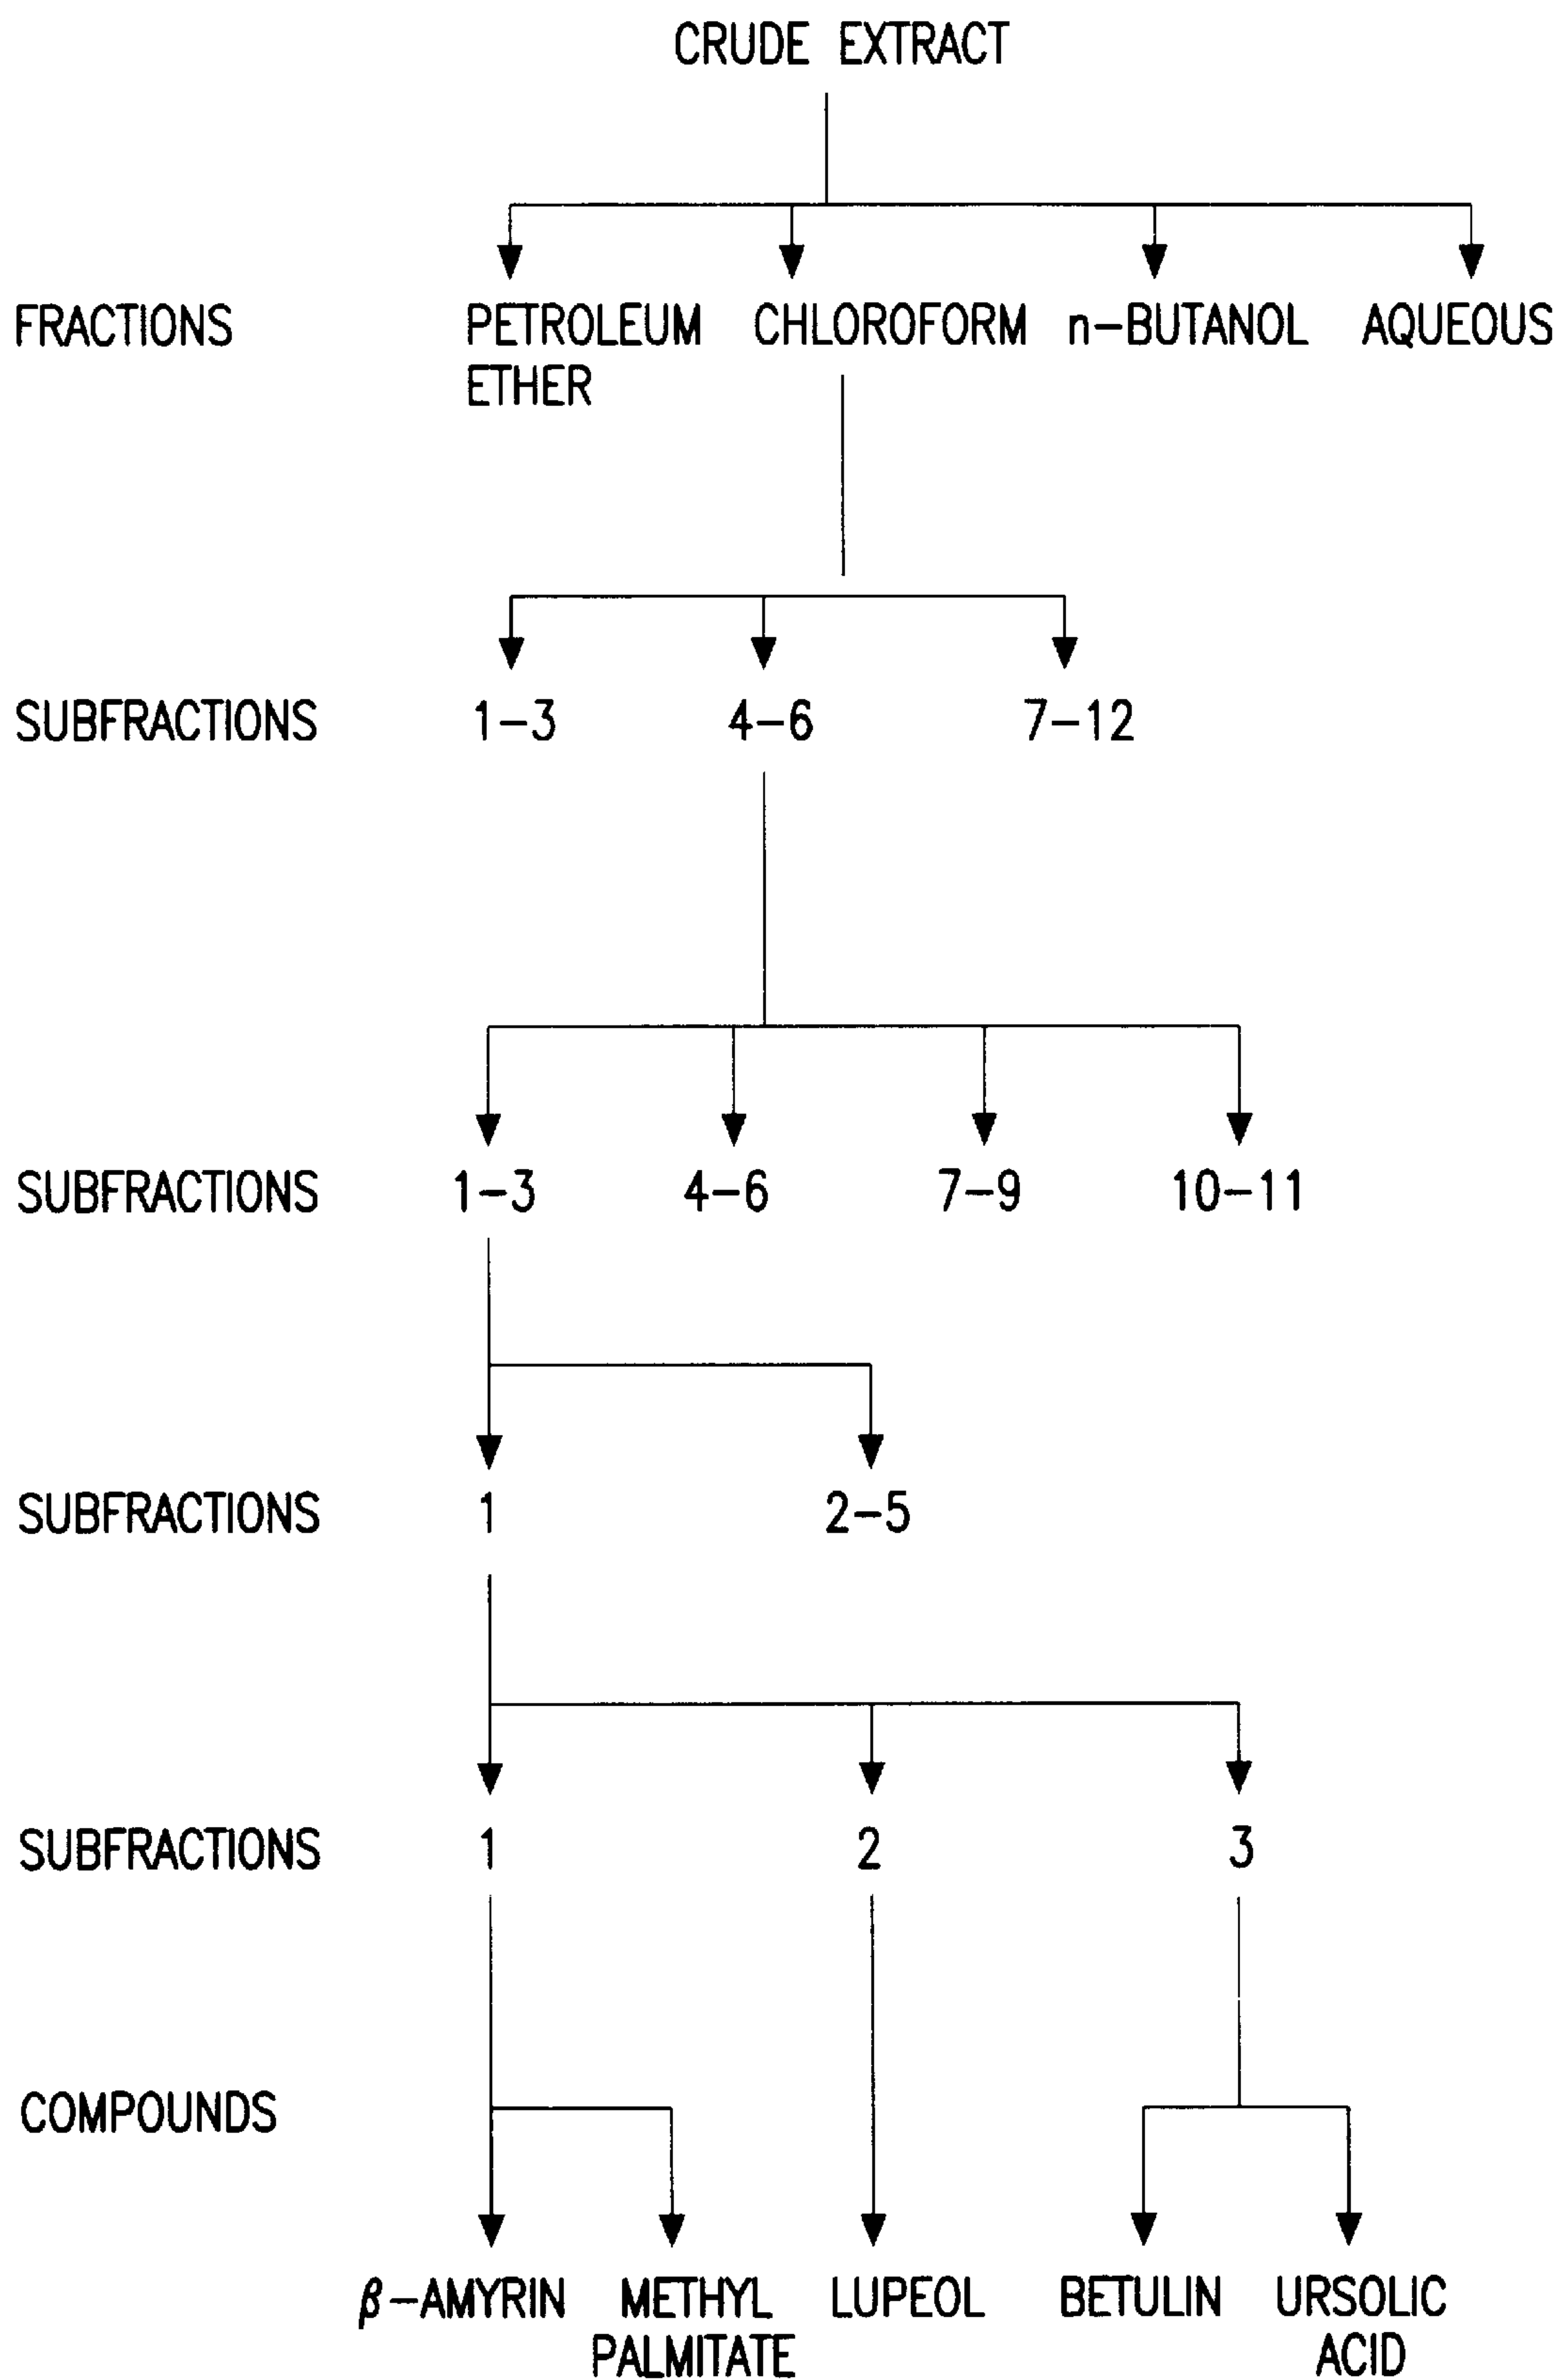 CRUDE EXTRACT
FRACTIONS PETROLEUM CHLOROFORM n-BUTANOL AQUEOUS
ETHER
SUBFRACTIONS 1-3 4-6 7-12
SUBFRACTIONS 1-3 4-6 7-9 10-11
SUBFRACTIONS 1 2-5
SUBFRACTIONS 1 2 3
COMPOUNDS
β-AMYRIN METHYL LUPEOL BETULIN URSOLIC
PALMITATE ACID